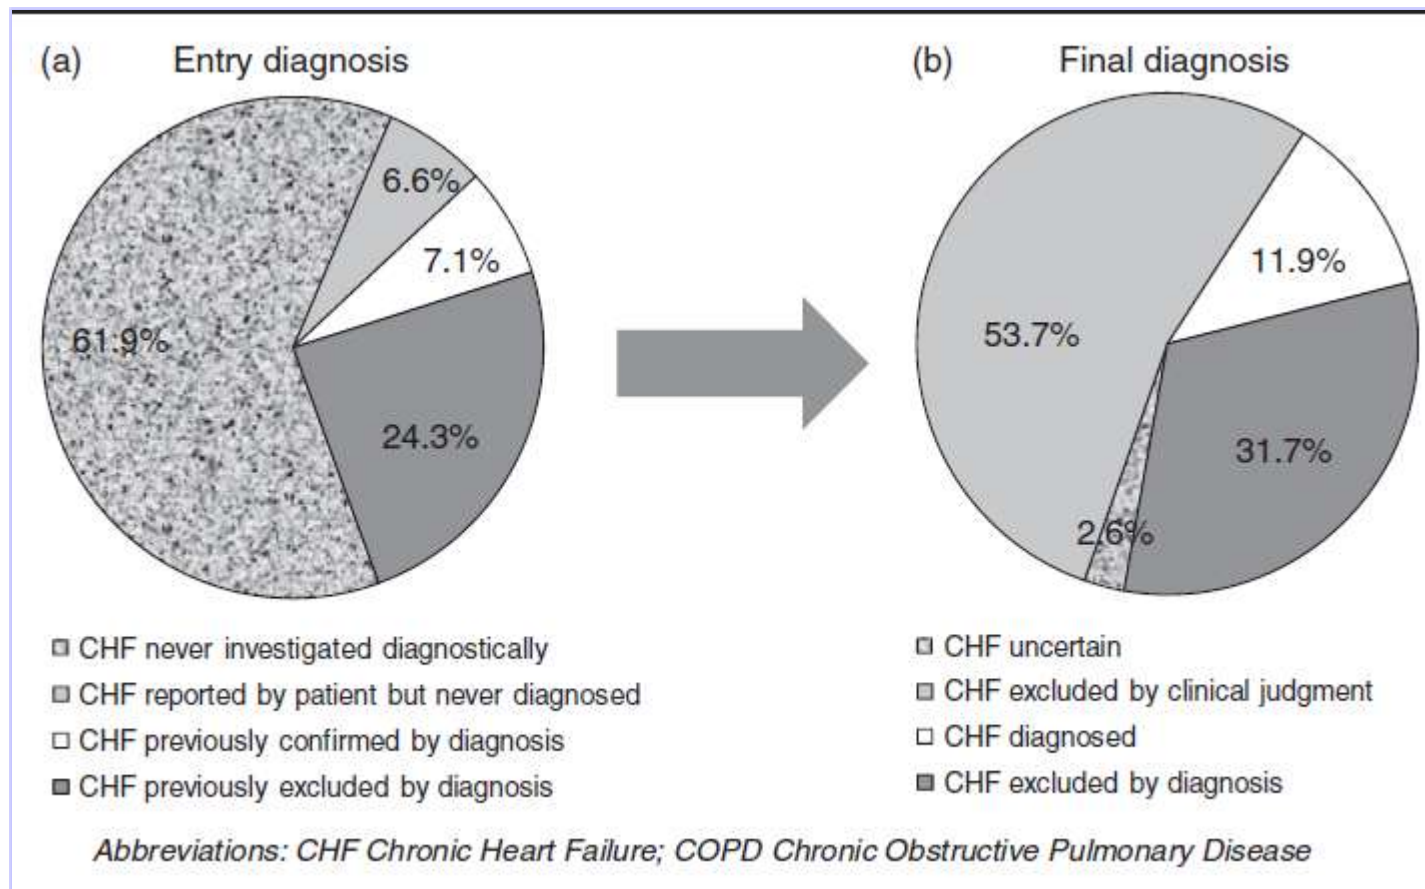 (a) Entry diagnosis
6.6%
7.1%
61.9%
24.3%
CHF never investigated diagnostically
CHF reported by patient but never diagnosed
CHF previously confirmed by diagnosis
CHF previously excluded by diagnosis
(b) Final diagnosis
11.9%
53.7%
31.7%
2.6%
CHF uncertain
CHF excluded by clinical judgment
CHF diagnosed
CHF excluded by diagnosis
Abbreviations: CHF Chronic Heart Failure; COPD Chronic Obstructive Pulmonary Disease